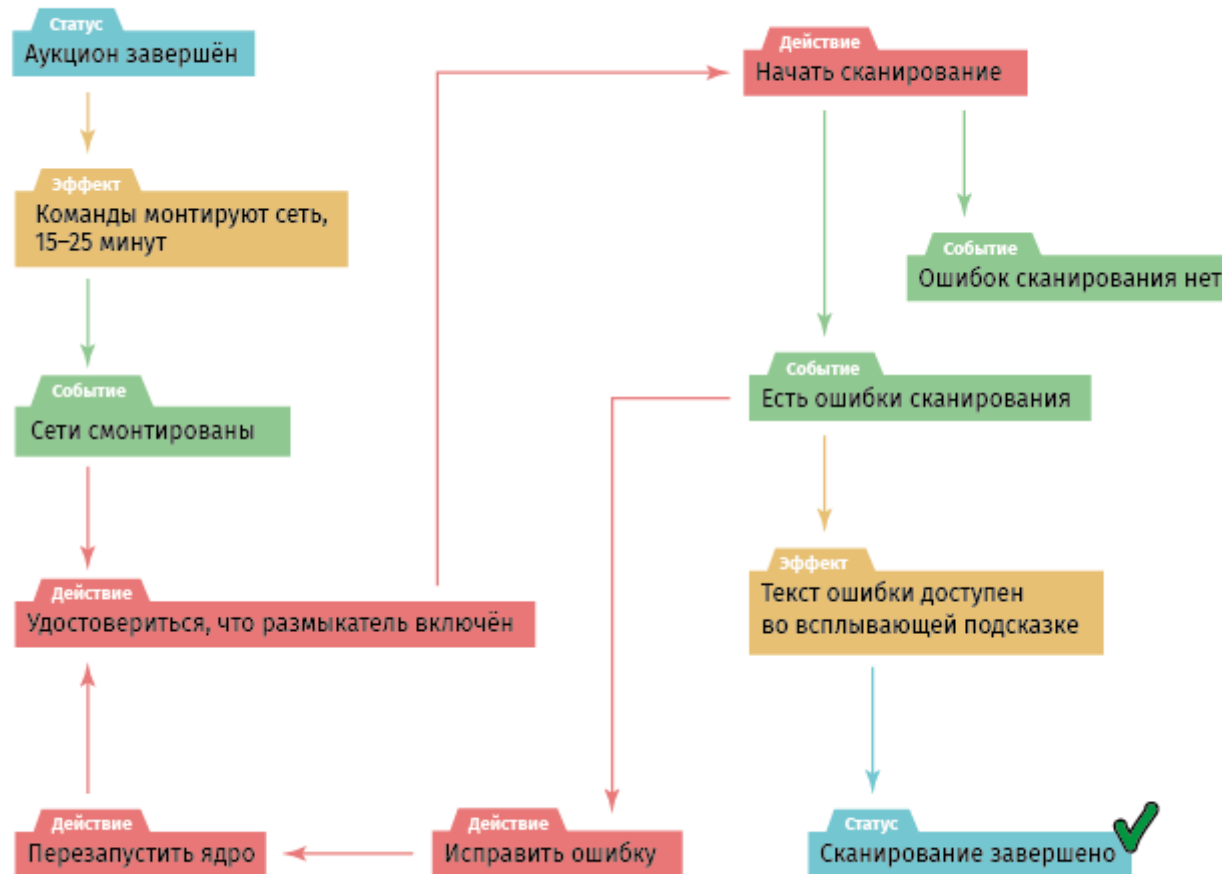 Статус
Аукцион завершён
Эффект
Команды монтируют сеть,
15–25 минут
Событие
Сети смонтированы
Действие
Удостовериться, что размыкатель включён
Действие
Начать сканирование
Событие
Ошибок сканирования нет
Событие
Есть ошибки сканирования
Эффект
Текст ошибки доступен
во всплывающей подсказке
Действие
Перезапустить ядро
Действие
Исправить ошибку
Статус
Сканирование завершено